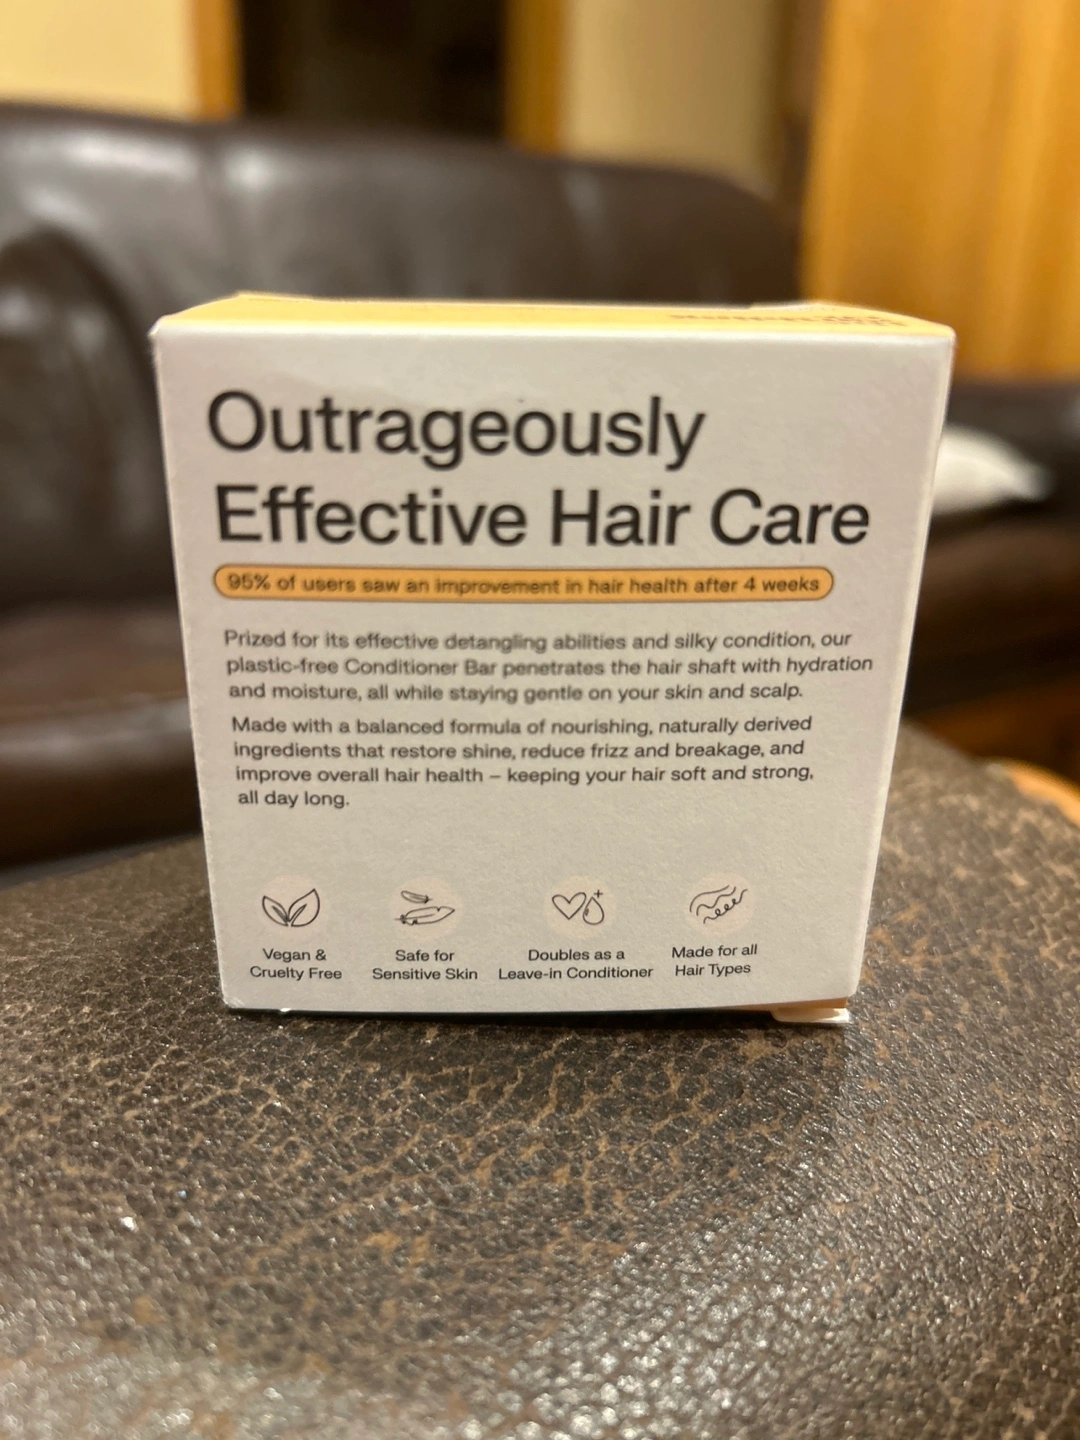 Outrageously
Effective Hair Care
95% of users saw an improvement in hair health after 4 weeks
Prized for its effective detangling abilities and silky condition, our
plastic-free Conditioner Bar penetrates the hair shaft with hydration
and moisture, all while staying gentle on your skin and scalp.
Made with a balanced formula of nourishing, naturally derived
ingredients that restore shine, reduce frizz and breakage, and
improve overall hair health – keeping your hair soft and strong,
all day long.
Vegan &
Cruelty Free
Safe for
Sensitive Skin
Doubles as a
Leave-in Conditioner
Made for all
Hair Types